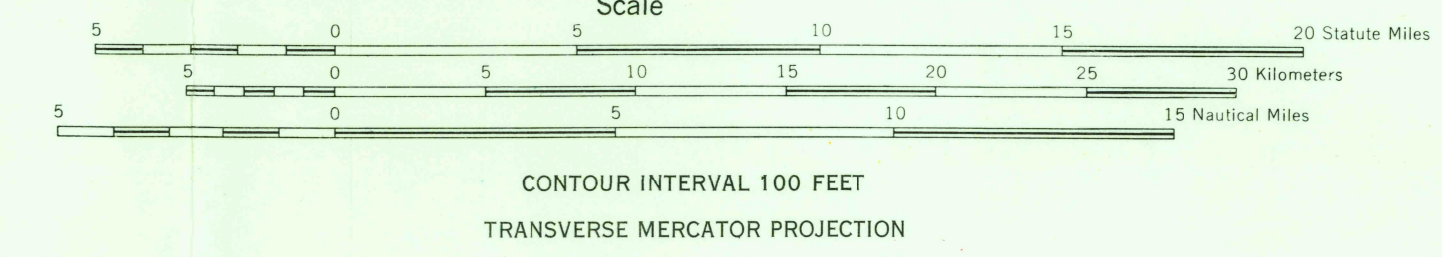 Scale
5 0 5 10 15 20 Statute Miles
5 0 5 10 15 20 25 30 Kilometers
5 0 5 10 15 Nautical Miles
CONTOUR INTERVAL 100 FEET
TRANSVERSE MERCATOR PROJECTION